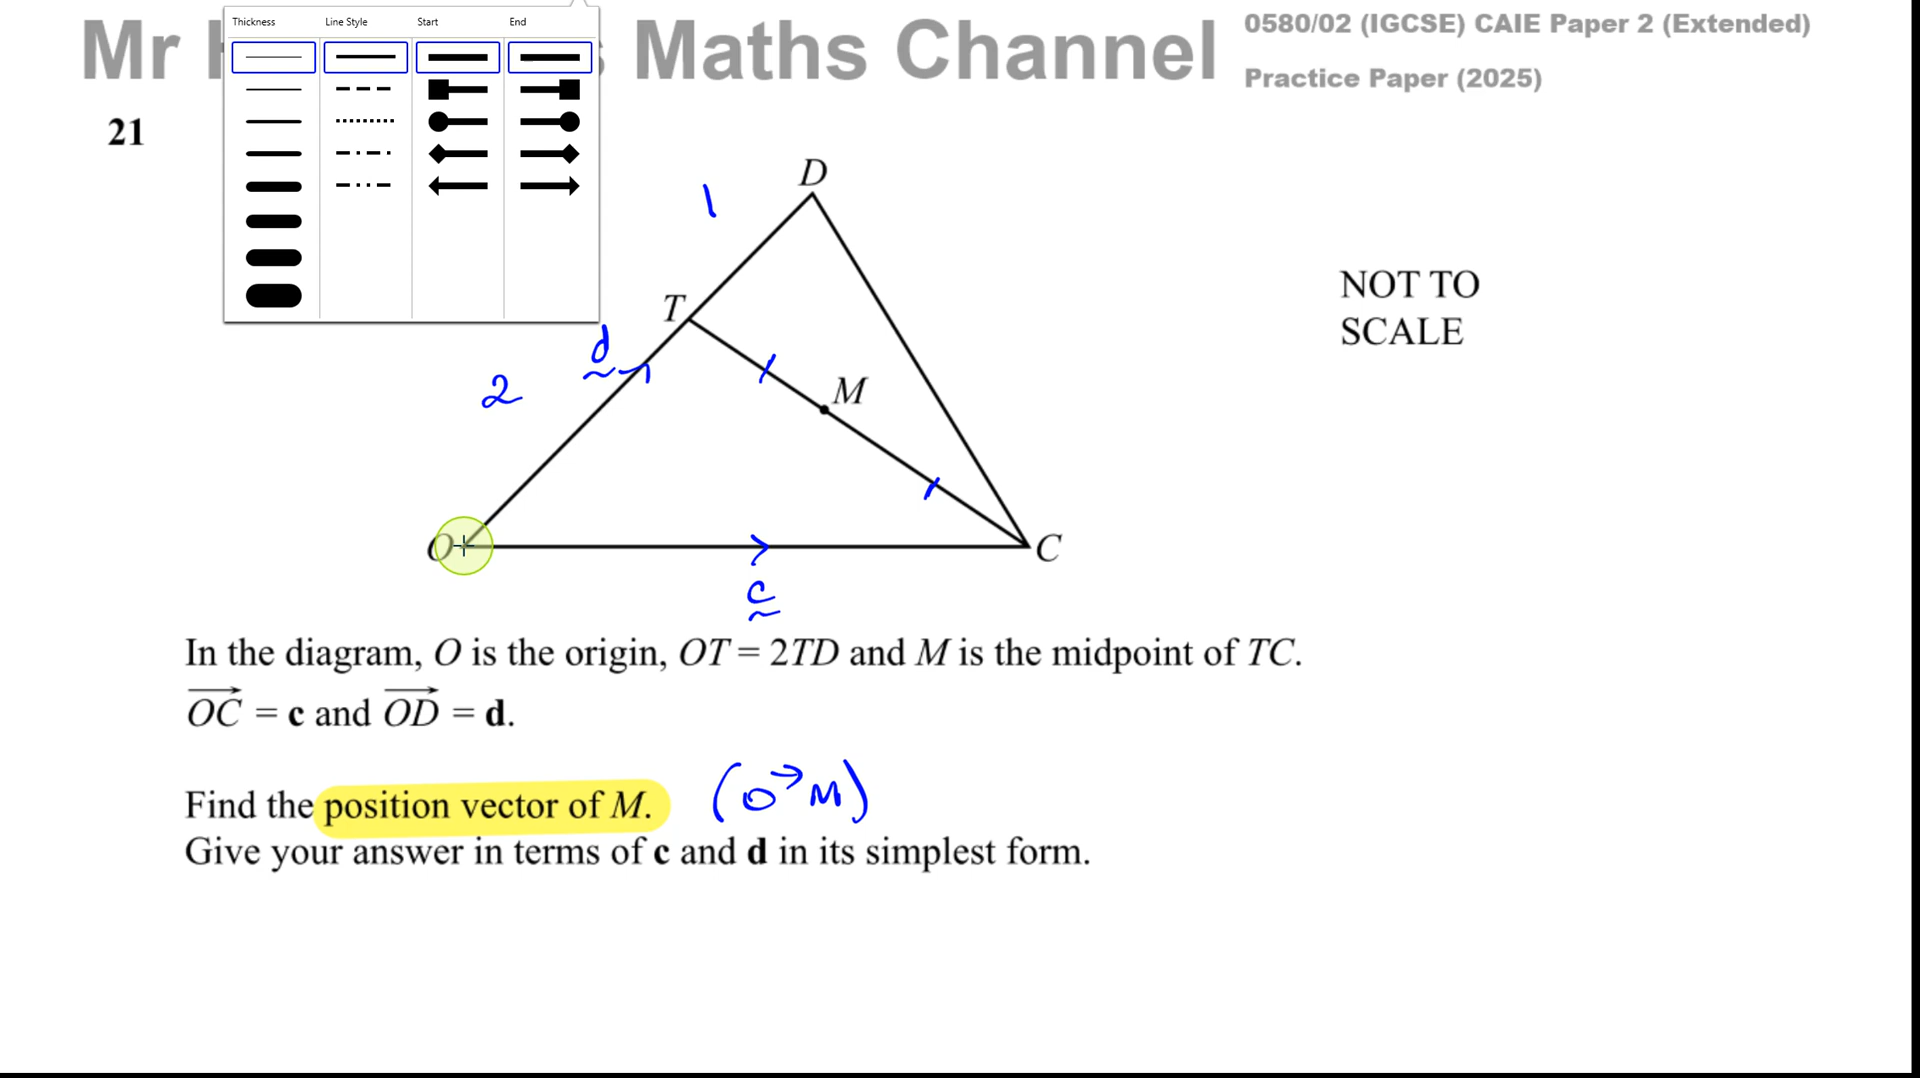 Thickness Line Style Start End
Mr Maths Channel
0580/02 (IGCSE) CAIE Paper 2 (Extended)
Practice Paper (2025)
21
D
1
T
d
2
M
NOT TO
SCALE
O
C
c
In the diagram, O is the origin, OT = 2TD and M is the midpoint of TC.
OC = c and OD = d.
Find the position vector of M. (O→M)
Give your answer in terms of c and d in its simplest form.